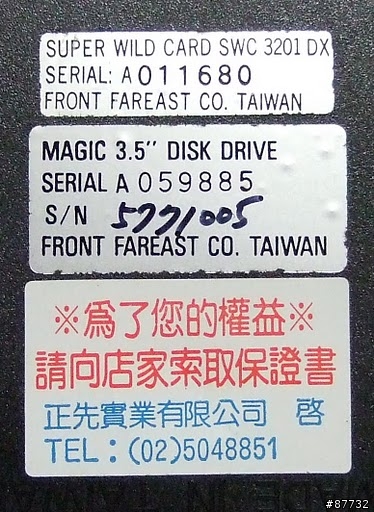 SUPER WILD CARD SWC 3201 DX
SERIAL: A 011680
FRONT FAREAST CO. TAIWAN
MAGIC 3.5" DISK DRIVE
SERIAL A 059885
S/N 5771005
FRONT FAREAST CO. TAIWAN
※為了您的權益※
請向店家索取保證書
正先實業有限公司 啓
TEL：(02)5048851
#87732